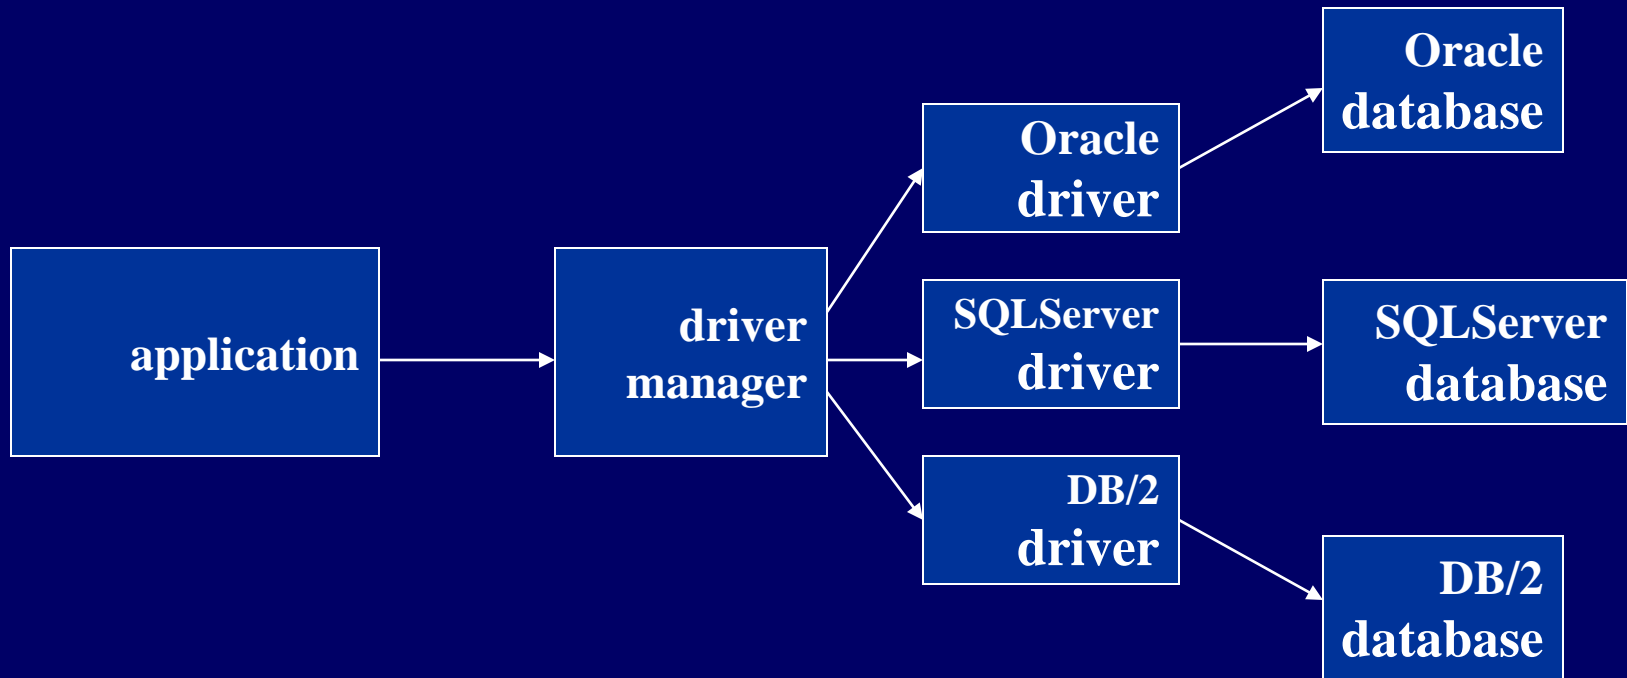 application
driver
manager
Oracle
driver
SQLServer
driver
DB/2
driver
Oracle
database
SQLServer
database
DB/2
database